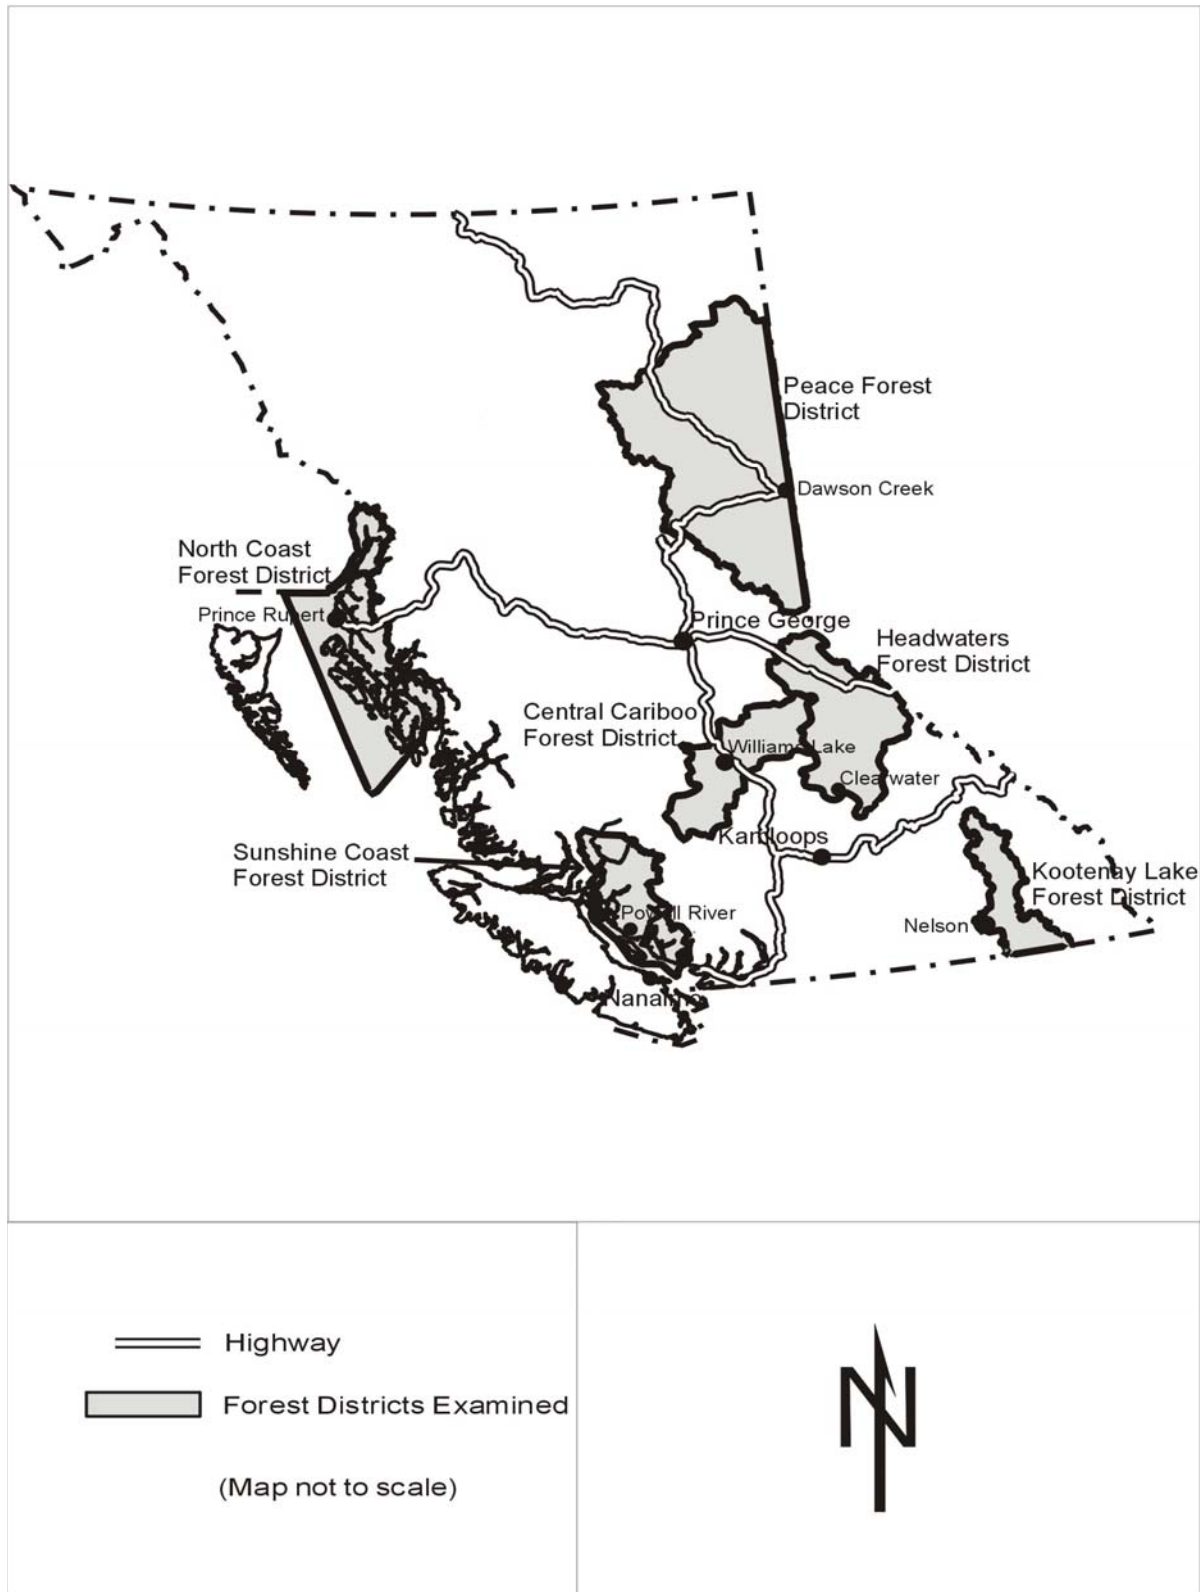 Peace Forest
District
Dawson Creek
North Coast
Forest District
Prince Rupert
Prince George
Headwaters
Forest District
Central Cariboo
Forest District
Williams Lake
Clearwater
Kamloops
Sunshine Coast
Forest District
Kootenay Lake
Forest District
Powell River
Nelson
Nanaimo
Highway
Forest Districts Examined
(Map not to scale)
N